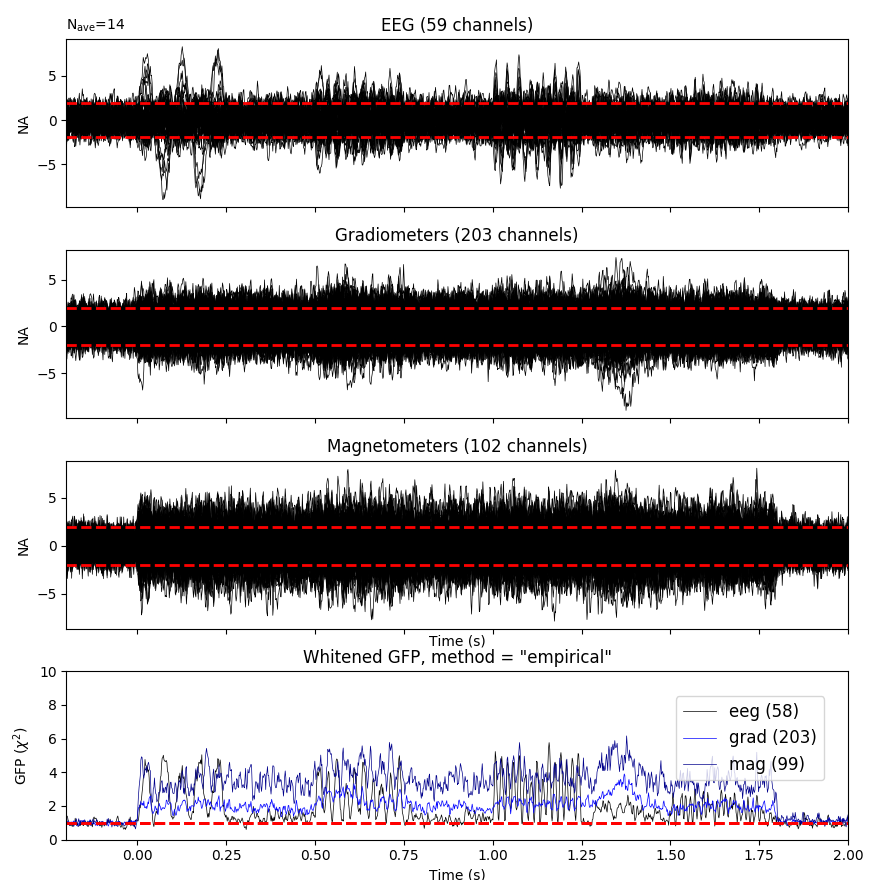 Nave=14
EEG (59 channels)
5
0
−5
NA
Gradiometers (203 channels)
5
0
−5
NA
Magnetometers (102 channels)
5
0
−5
NA
Time (s)
Whitened GFP, method = "empirical"
10
8
6
4
2
0
GFP (χ²)
eeg (58)
grad (203)
mag (99)
0.00 0.25 0.50 0.75 1.00 1.25 1.50 1.75 2.00
Time (s)